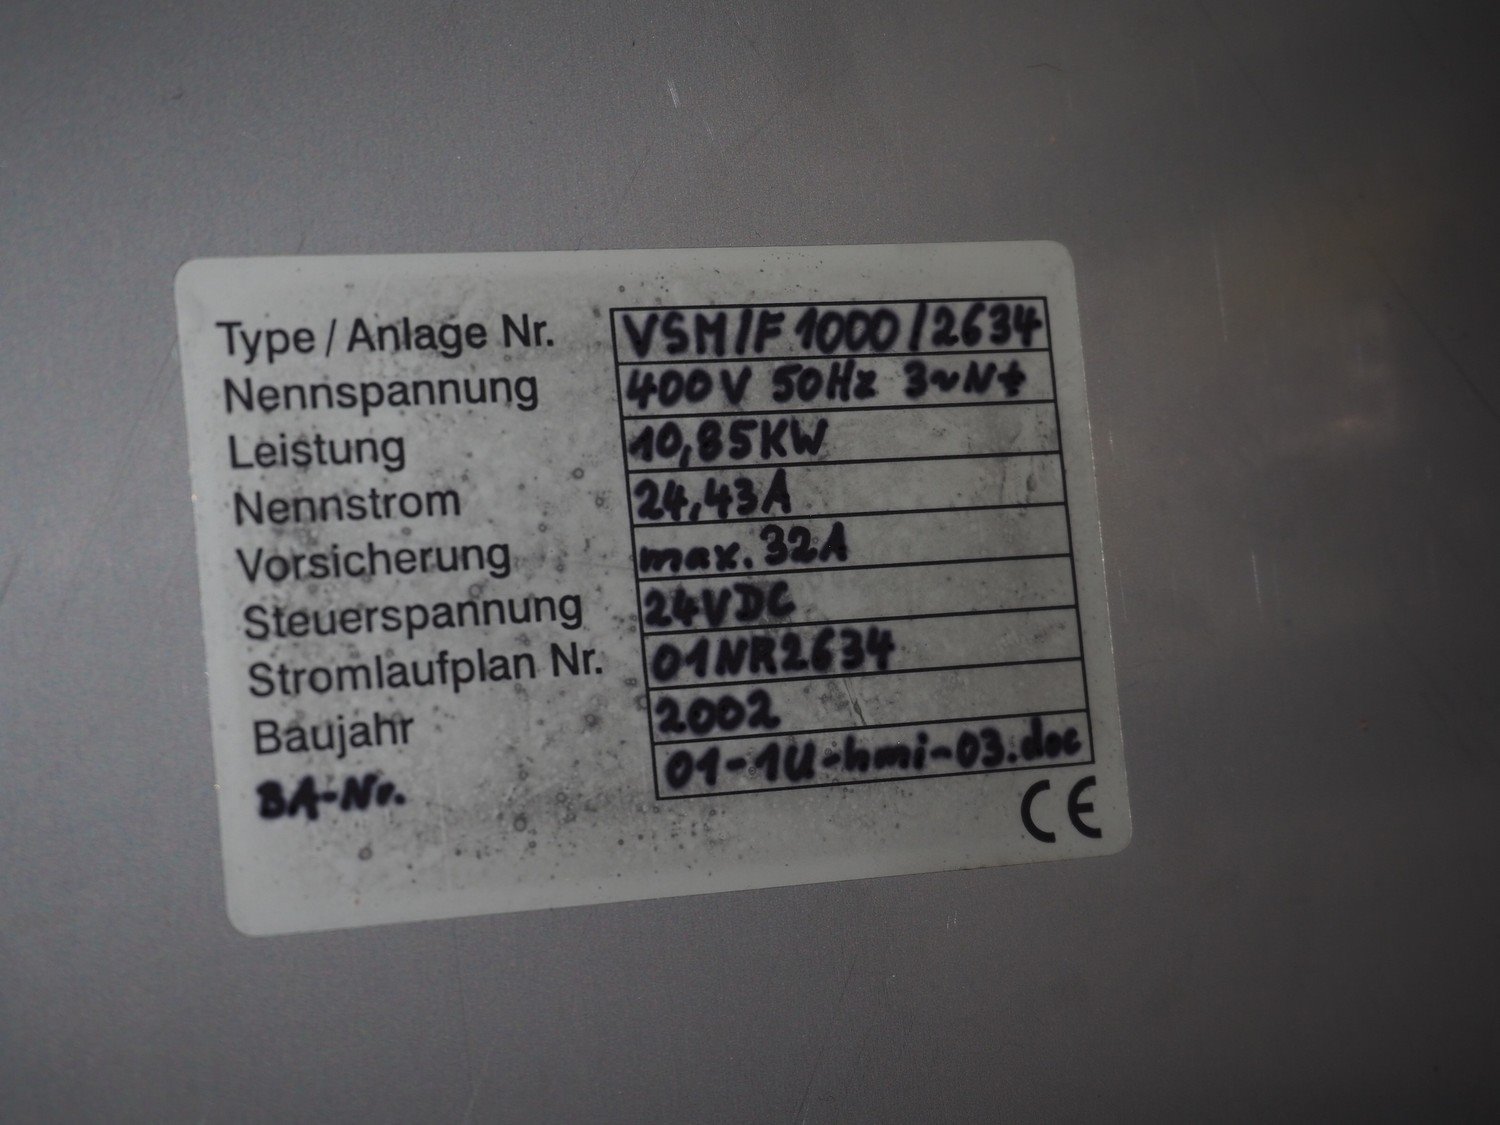 Type / Anlage Nr. VSM/F 1000/2634
Nennspannung 400V 50Hz 3~N⏚
Leistung 10,85KW
Nennstrom 24,43A
Vorsicherung max. 32A
Steuerspannung 24VDC
Stromlaufplan Nr. 01NR2634
Baujahr 2002
BA-Nr. 01-1U-hmi-03.doc
CE